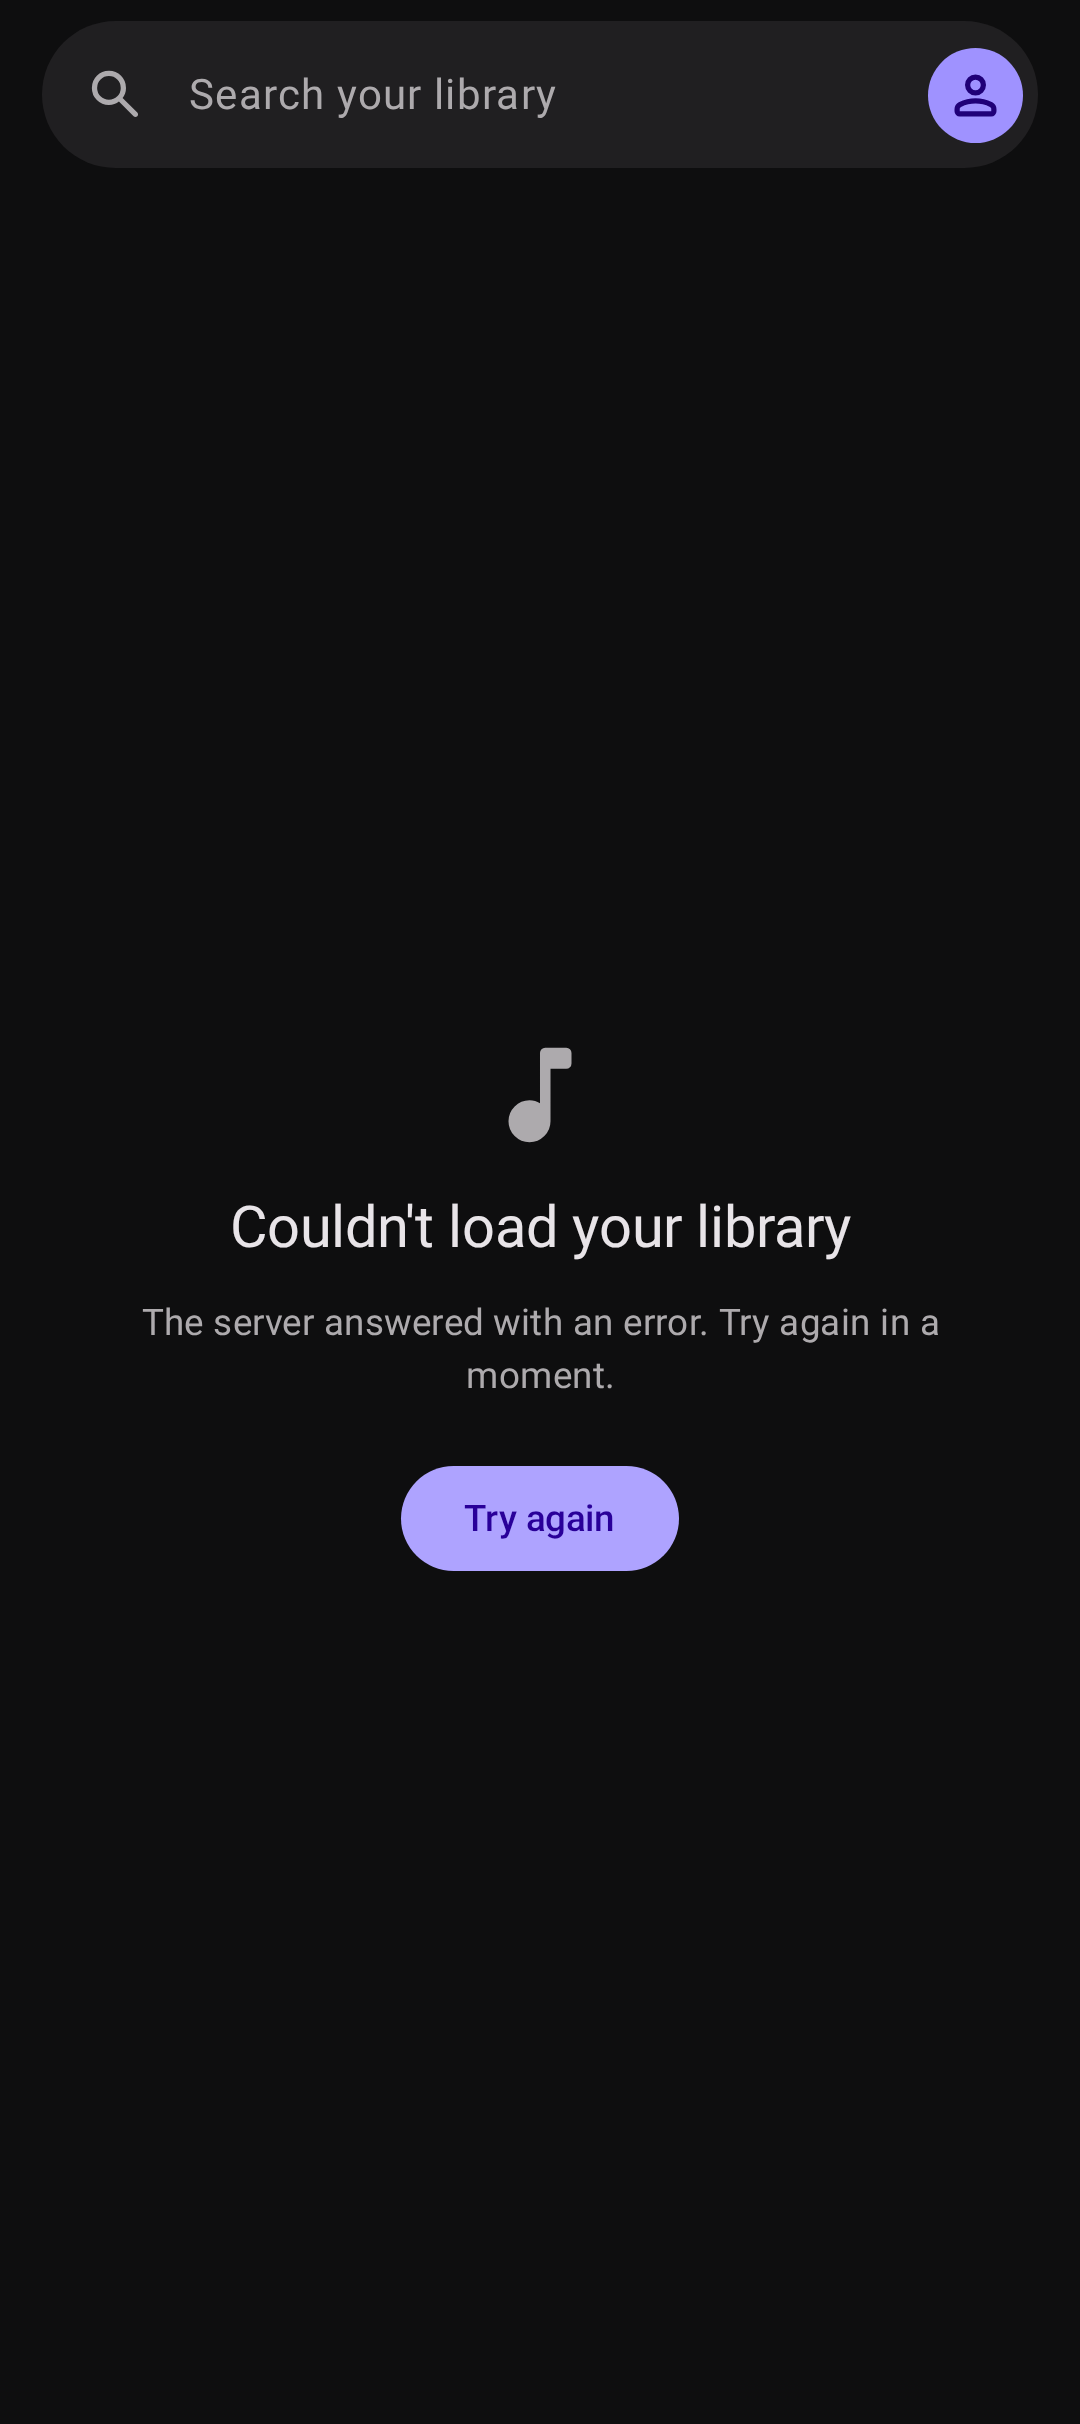 Search your library
Couldn't load your library
The server answered with an error. Try again in a
moment.
Try again